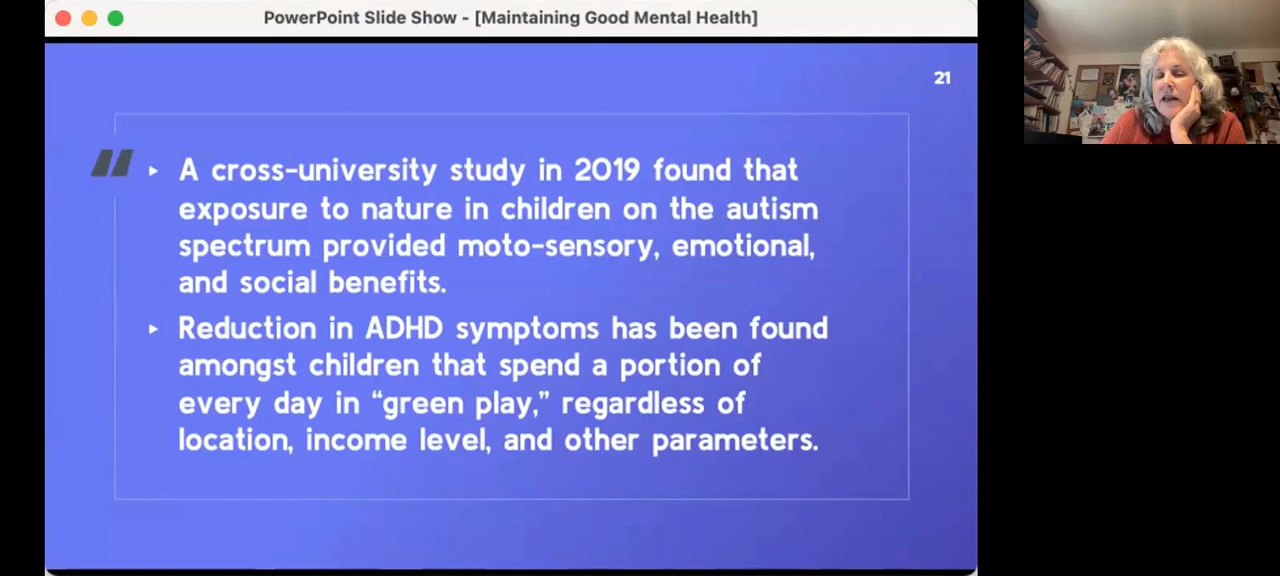 PowerPoint Slide Show - [Maintaining Good Mental Health]
21
▸ A cross-university study in 2019 found that
exposure to nature in children on the autism
spectrum provided moto-sensory, emotional,
and social benefits.
▸ Reduction in ADHD symptoms has been found
amongst children that spend a portion of
every day in “green play,” regardless of
location, income level, and other parameters.